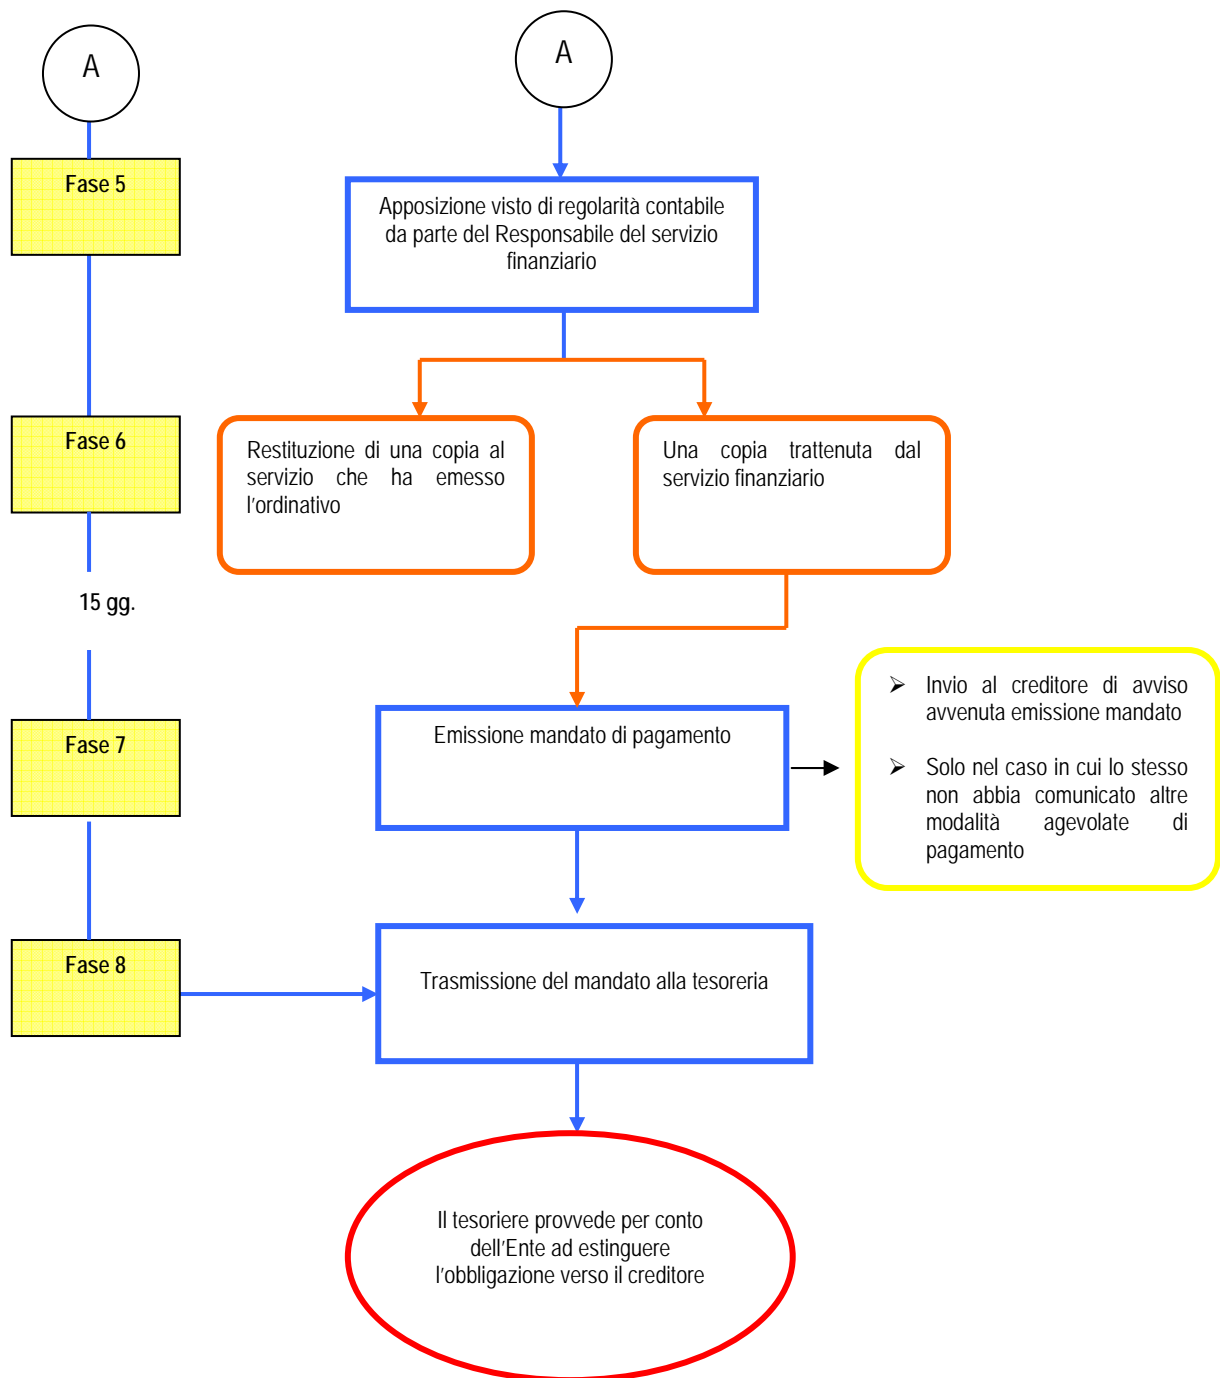 A
A
Fase 5
Apposizione visto di regolarità contabile
da parte del Responsabile del servizio
finanziario
Fase 6
Restituzione di una copia al
servizio che ha emesso
l'ordinativo
Una copia trattenuta dal
servizio finanziario
15 gg.
Fase 7
Emissione mandato di pagamento
➢ Invio al creditore di avviso
avvenuta emissione mandato
➢ Solo nel caso in cui lo stesso
non abbia comunicato altre
modalità agevolate di
pagamento
Fase 8
Trasmissione del mandato alla tesoreria
Il tesoriere provvede per conto
dell'Ente ad estinguere
l'obbligazione verso il creditore